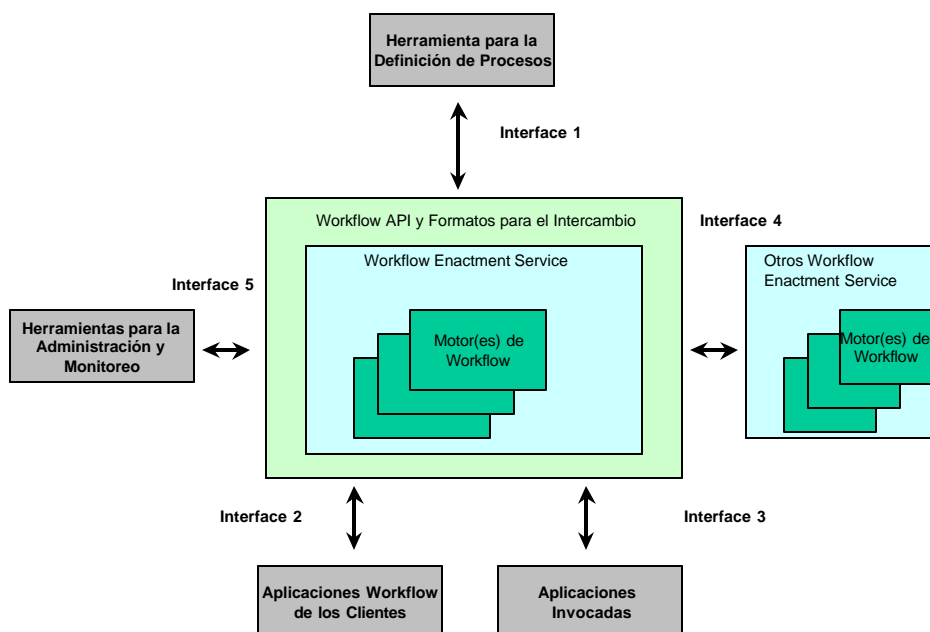 Herramienta para la
Definición de Procesos
Interface 1
Workflow API y Formatos para el Intercambio
Interface 4
Workflow Enactment Service
Otros Workflow
Enactment Service
Interface 5
Motor(es) de
Workflow
Motor(es) de
Workflow
Herramientas para la
Administración y
Monitoreo
Interface 2
Interface 3
Aplicaciones Workflow
de los Clientes
Aplicaciones
Invocadas